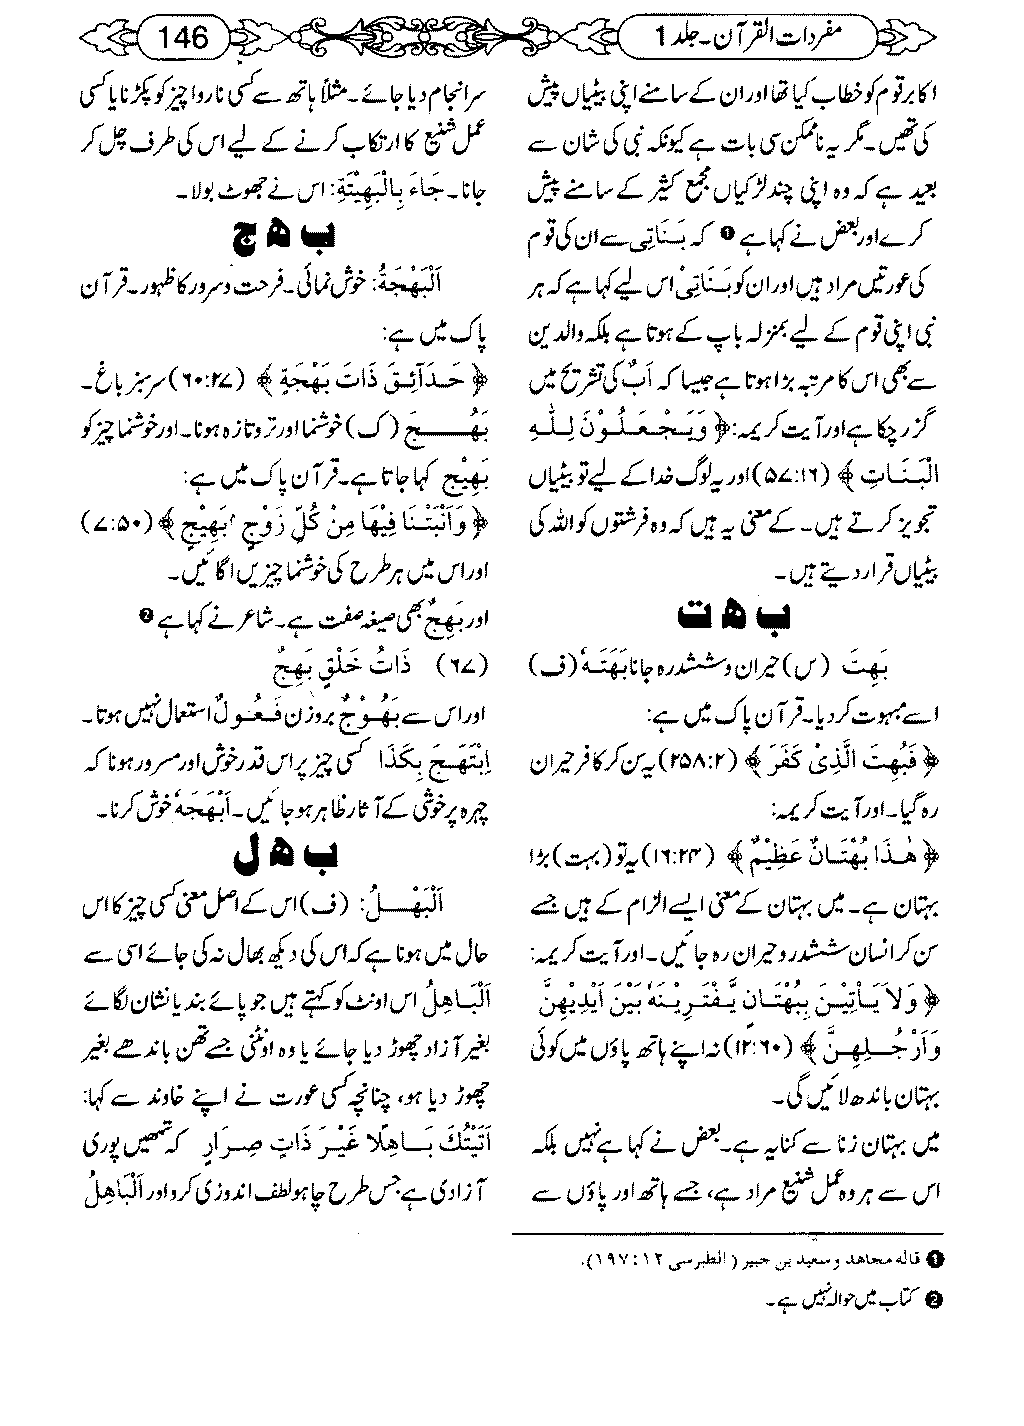 مفردات القرآن۔جلد 1
146
اکابر قوم کو خطاب کیا تھا اور ان کے سامنے اپنی بیٹیاں پیش
کی تھیں۔ مگر یہ ناممکن سی بات ہے کیونکہ نبی کی شان سے
بعید ہے کہ وہ اپنی چند لڑکیاں مجمع کثیر کے سامنے پیش
کرے اور بعض نے کہا ہے ❶ کہ بَنَاتِی سے ان کی قوم
کی عورتیں مراد ہیں اور ان کو بَنَاتِیْ اس لیے کہا ہے کہ ہر
نبی اپنی قوم کے لیے بمنزلہ باپ کے ہوتا ہے بلکہ والدین
سے بھی اس کا مرتبہ بڑا ہوتا ہے جیسا کہ اَبٌ کی تشریح میں
گزر چکا ہے اور آیت کریمہ: ﴿ وَیَجْعَلُوْنَ لِلّٰہِ
الْبَنَاتِ ﴾ (۵۷:۱۶) اور یہ لوگ خدا کے لیے تو بیٹیاں
تجویز کرتے ہیں۔ کے معنی یہ ہیں کہ وہ فرشتوں کو اللہ کی
بیٹیاں قرار دیتے ہیں۔
ب ھ ت
بَھِتَ (س) حیران و ششدر رہ جانا بَھَتَہٗ (ف)
اسے مبہوت کر دیا۔ قرآن پاک میں ہے:
﴿ فَبُھِتَ الَّذِیْ کَفَرَ ﴾ (۲۵۸:۲) یہ سن کر کافر حیران
رہ گیا۔ اور آیت کریمہ:
﴿ ھٰذَا بُھْتَانٌ عَظِیْمٌ ﴾ (۱۶:۲۴) یہ تو (بہت) بڑا
بہتان ہے۔ میں بہتان کے معنی ایسے الزام کے ہیں جسے
سن کر انسان ششدر و حیران رہ جائیں۔ اور آیت کریمہ:
﴿ وَلَا یَاْتِیْنَ بِبُھْتَانٍ یَّفْتَرِیْنَہٗ بَیْنَ اَیْدِیْھِنَّ
وَاَرْجُلِھِنَّ ﴾ (۱۲:۶۰) نہ اپنے ہاتھ پاؤں میں کوئی
بہتان باندھ لائیں گی۔
میں بہتان زنا سے کنایہ ہے۔ بعض نے کہا ہے نہیں بلکہ
اس سے ہر وہ عمل شنیع مراد ہے، جسے ہاتھ اور پاؤں سے
سرانجام دیا جائے۔ مثلاً ہاتھ سے کسی ناروا چیز کو پکڑنا یا کسی
عمل شنیع کا ارتکاب کرنے کے لیے اس کی طرف چل کر
جانا۔ جَاءَ بِالْبَھِیْتَةِ: اس نے جھوٹ بولا۔
ب ھ ج
اَلْبَھْجَةُ: خوش نمائی۔ فرحت و سرور کا ظہور۔ قرآن
پاک میں ہے:
﴿ حَدَآئِقَ ذَاتَ بَھْجَةٍ ﴾ (۶۰:۲۷) سرسبز باغ۔
بَھُجَ (ک) خوشنما اور تروتازہ ہونا۔ اور خوشنما چیز کو
بَھِیْج کہا جاتا ہے۔ قرآن پاک میں ہے:
﴿ وَاَنْبَتْنَا فِیْھَا مِنْ کُلِّ زَوْجٍ بَھِیْجٍ ﴾ (۷:۵۰)
اور اس میں ہر طرح کی خوشنما چیزیں اگائیں۔
اور بَھِجٌ بھی صیغہ صفت ہے۔ شاعر نے کہا ہے ❷
(۶۷) ذَاتُ خَلْقٍ بَھِجٌ
اور اس سے بَھُوْجٌ بروزن فَعُوْلٌ استعمال نہیں ہوتا۔
اِبْتَھَجَ بِکَذَا کسی چیز پر اس قدر خوش اور مسرور ہونا کہ
چہرہ پر خوشی کے آثار ظاہر ہو جائیں۔ اَبْھَجَہٗ خوش کرنا۔
ب ھ ل
اَلْبَھْلُ: (ف) اس کے اصل معنی کسی چیز کا اس
حال میں ہونا ہے کہ اس کی دیکھ بھال نہ کی جائے اسی سے
اَلْبَاھِلُ اس اونٹ کو کہتے ہیں جو پائے بند یا نشان لگائے
بغیر آزاد چھوڑ دیا جائے یا وہ اونٹنی جسے تھن باندھے بغیر
چھوڑ دیا ہو، چنانچہ کسی عورت نے اپنے خاوند سے کہا:
اَتَیْتُكَ بَاھِلًا غَیْرَ ذَاتِ صِرَارٍ کہ تمہیں پوری
آزادی ہے جس طرح چاہو لطف اندوزی کرو اور اَلْبَاھِلُ
❶ قاله مجاهد و سعيد بن جبير (الطبرسى ۱۲:۱۹۷).
❷ کتاب میں حوالہ نہیں ہے۔